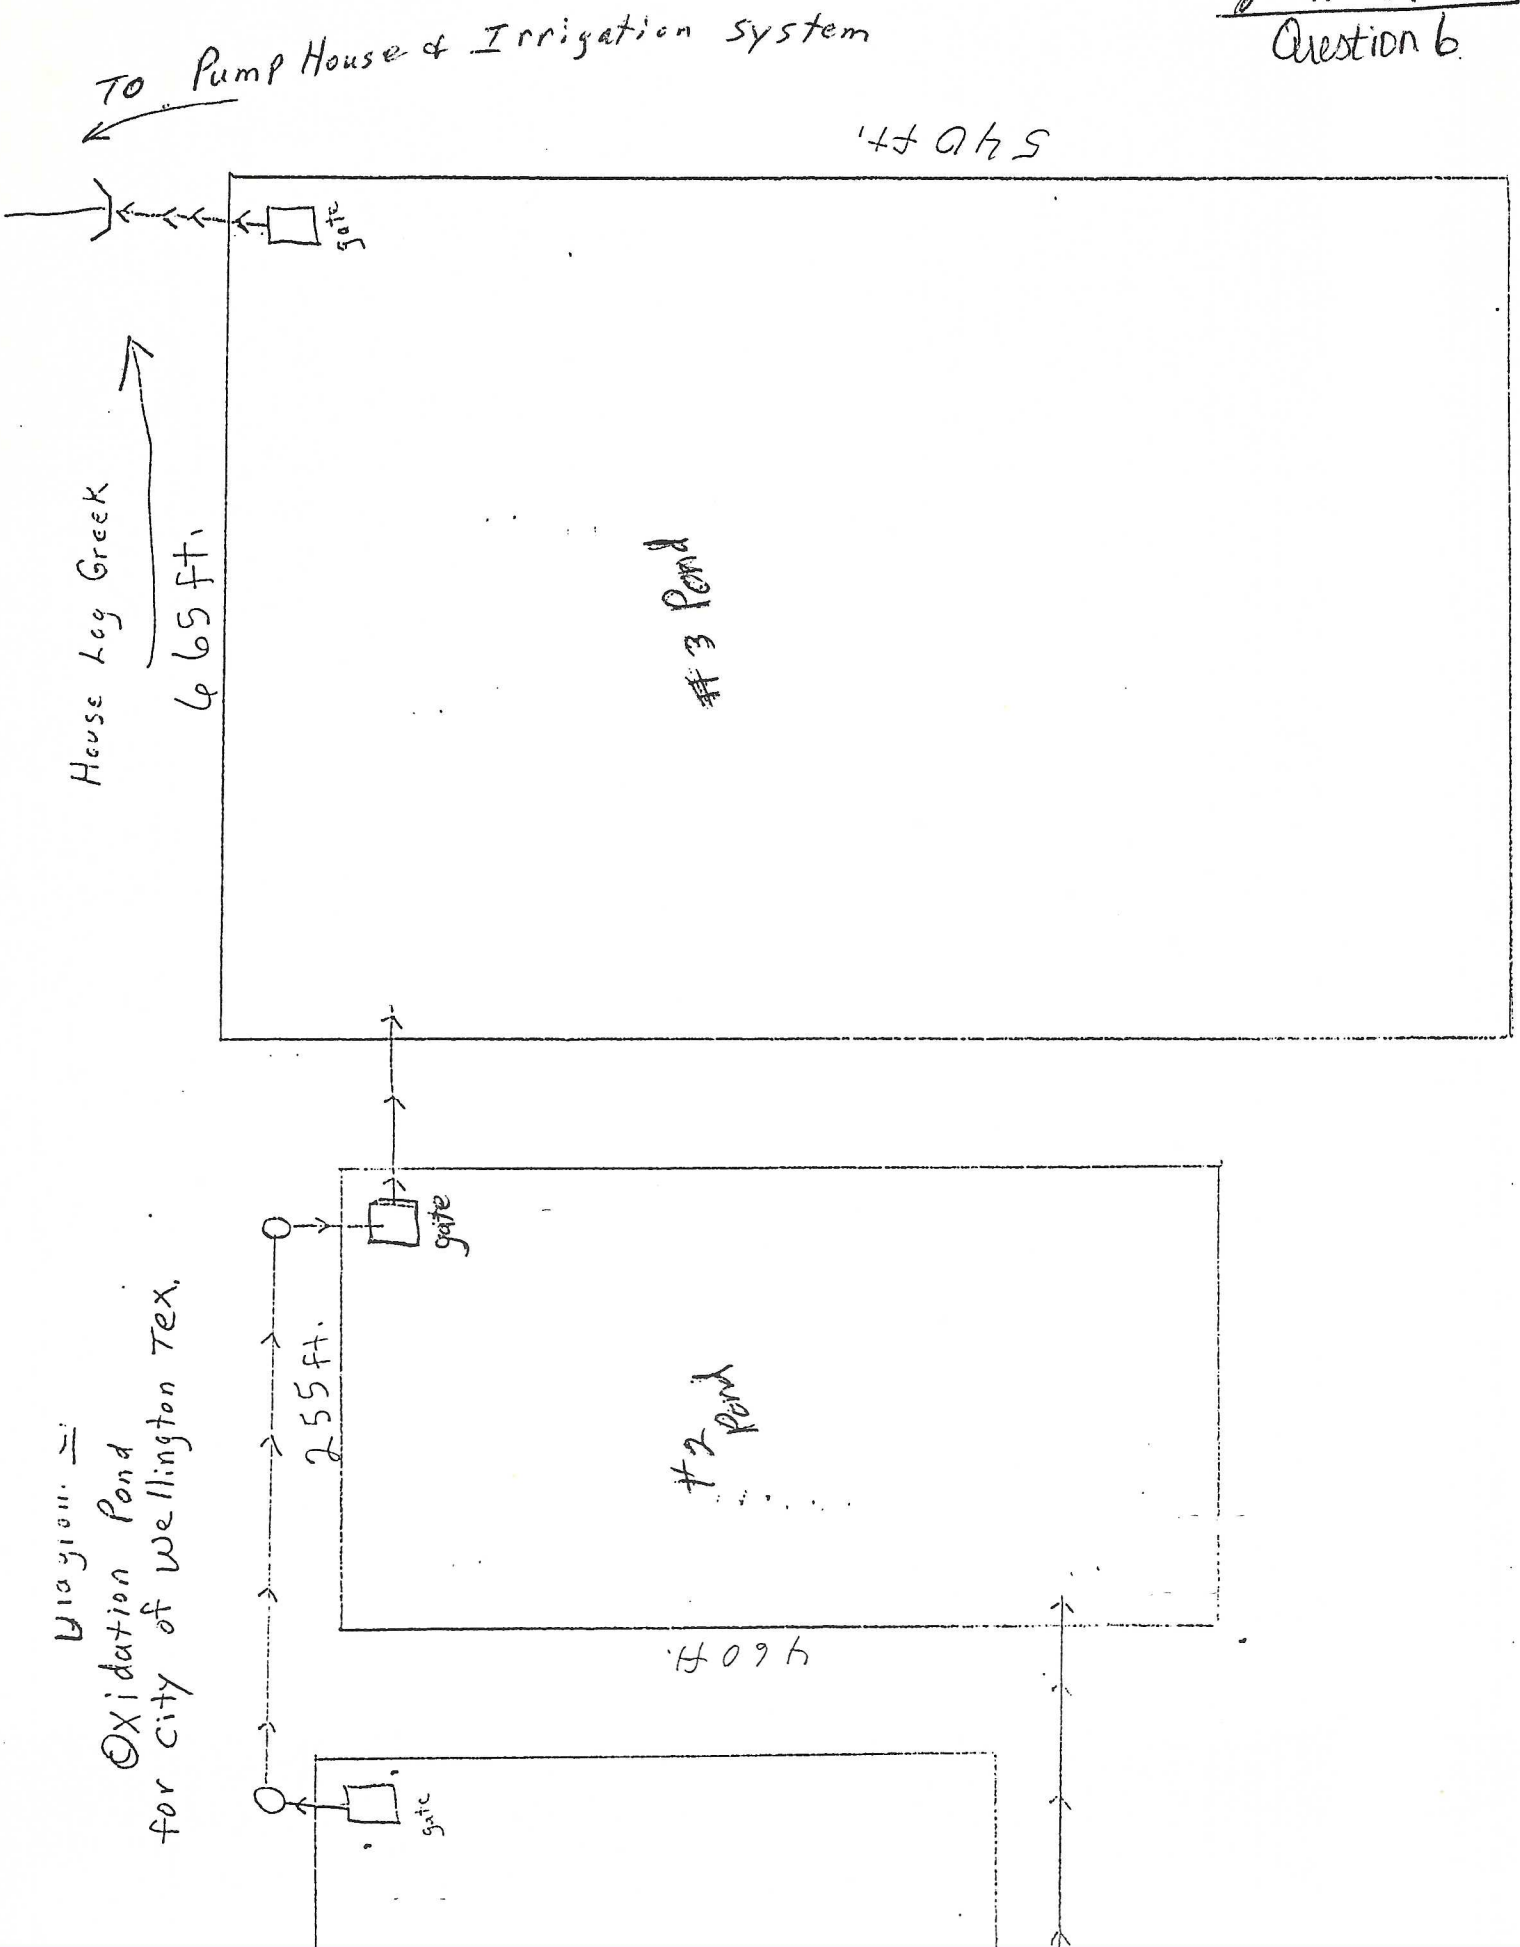 Question 6.
TO Pump House & Irrigation System
540 ft.
gate
House Log Greek
665 ft.
#3 Pond
gate
255 ft.
#2
Pond
460 ft.
Oxidation Pond
for City of Wellington Tex.
gate